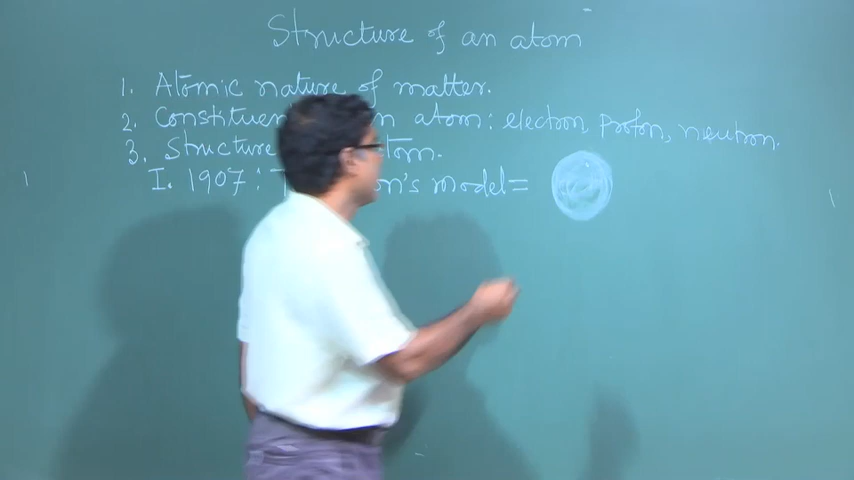 Structure of an atom
1. Atomic nature of matter.
2. Constituen n atom: electron, proton, neutron.
3. Structure tom.
I. 1907: T on's model=